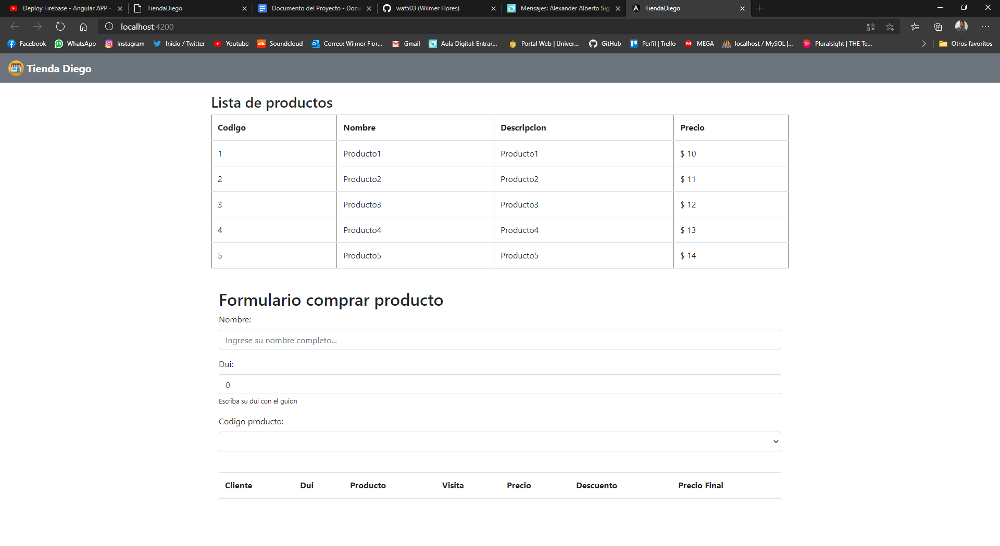 Deploy Firebase - Angular APP -
TiendaDiego
Documento del Proyecto - Docu
waf503 (Wilmer Flores)
Mensajes: Alexander Alberto Sig
TiendaDiego
localhost:4200
Facebook
19
WhatsApp
Instagram
Inicio / Twitter
Youtube
Soundcloud
Correo: Wilmer Flor...
Gmail
Aula Digital: Entrar...
Portal Web | Univer...
GitHub
Perfil | Trello
MEGA
localhost / MySQL |...
Pluralsight | THE Te...
Otros favoritos
Tienda Diego
Lista de productos
Codigo Nombre Descripcion Precio
1 Producto1 Producto1 $ 10
2 Producto2 Producto2 $ 11
3 Producto3 Producto3 $ 12
4 Producto4 Producto4 $ 13
5 Producto5 Producto5 $ 14
Formulario comprar producto
Nombre:
Ingrese su nombre completo...
Dui:
0
Escriba su dui con el guion
Codigo producto:
Cliente Dui Producto Visita Precio Descuento Precio Final